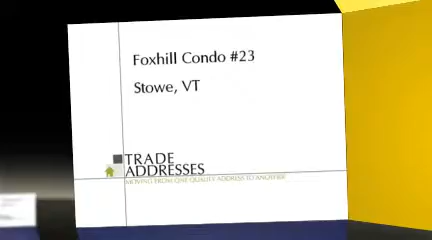 Foxhill Condo #23
Stowe, VT
TRADE
ADDRESSES
MOVING FROM ONE QUALITY ADDRESS TO ANOTHER